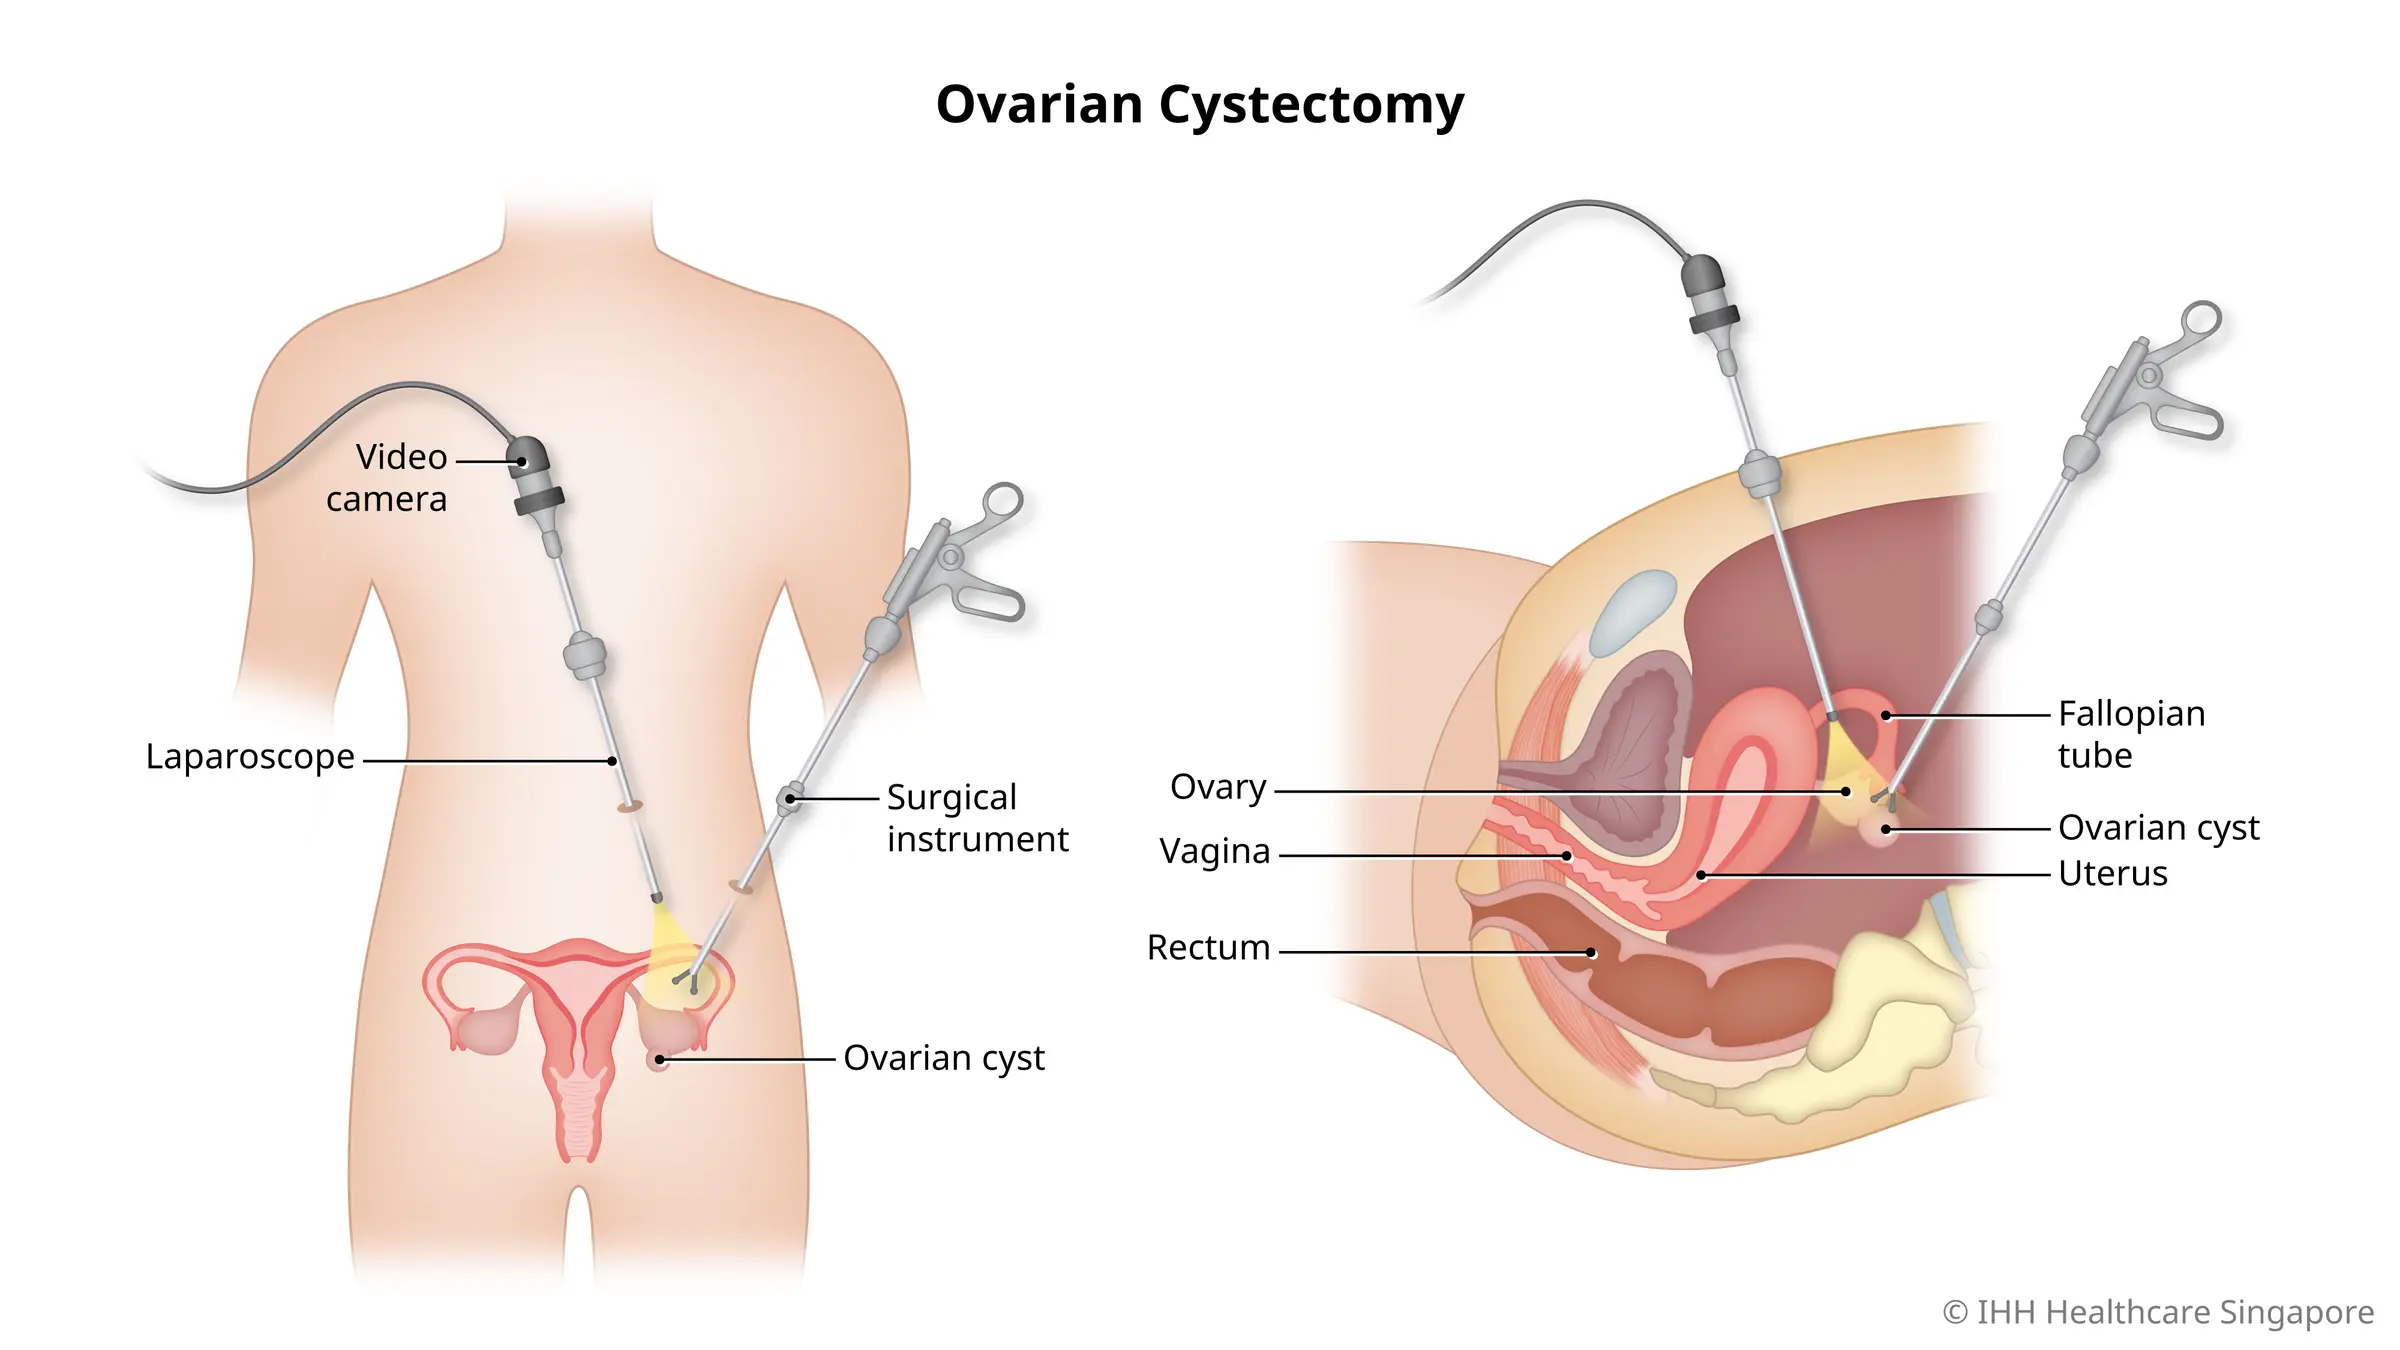 Ovarian Cystectomy
Video
camera
Laparoscope
Surgical
instrument
Ovarian cyst
Fallopian
tube
Ovary
Ovarian cyst
Vagina
Uterus
Rectum
© IHH Healthcare Singapore